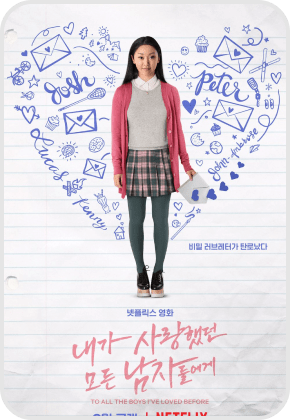 Josh
Peter
Lucas
Kenny
John Ambrose
비밀 러브레터가 탄로났다
넷플릭스 영화
내가 사랑했던
모든 남자들에게
TO ALL THE BOYS I'VE LOVED BEFORE
NETFLIX